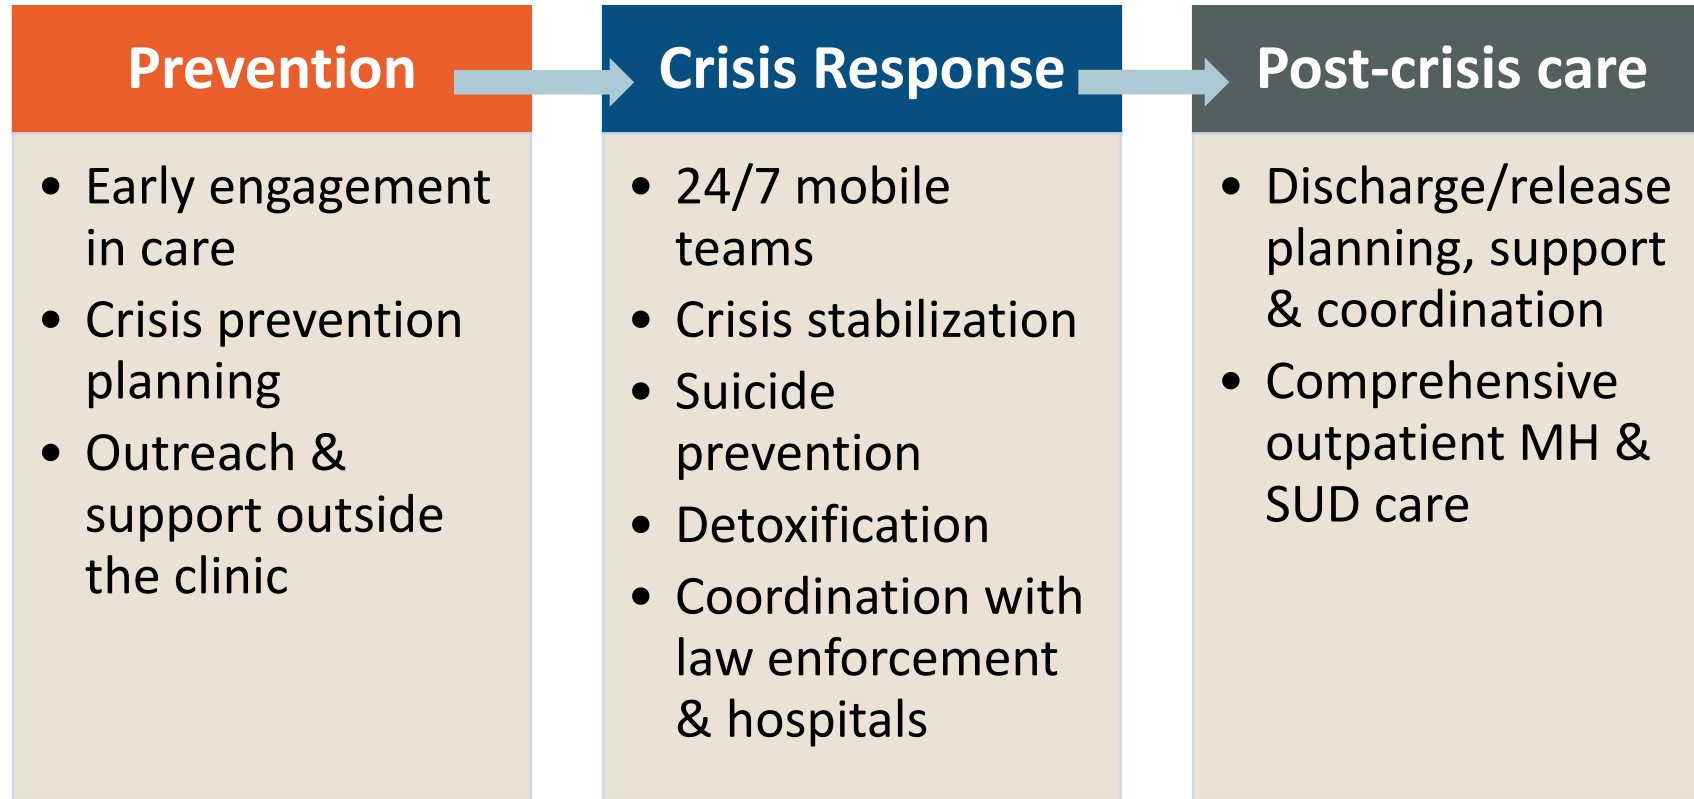 Prevention
• Early engagement
in care
• Crisis prevention
planning
• Outreach &
support outside
the clinic
Crisis Response
• 24/7 mobile
teams
• Crisis stabilization
• Suicide
prevention
• Detoxification
• Coordination with
law enforcement
& hospitals
Post-crisis care
• Discharge/release
planning, support
& coordination
• Comprehensive
outpatient MH &
SUD care